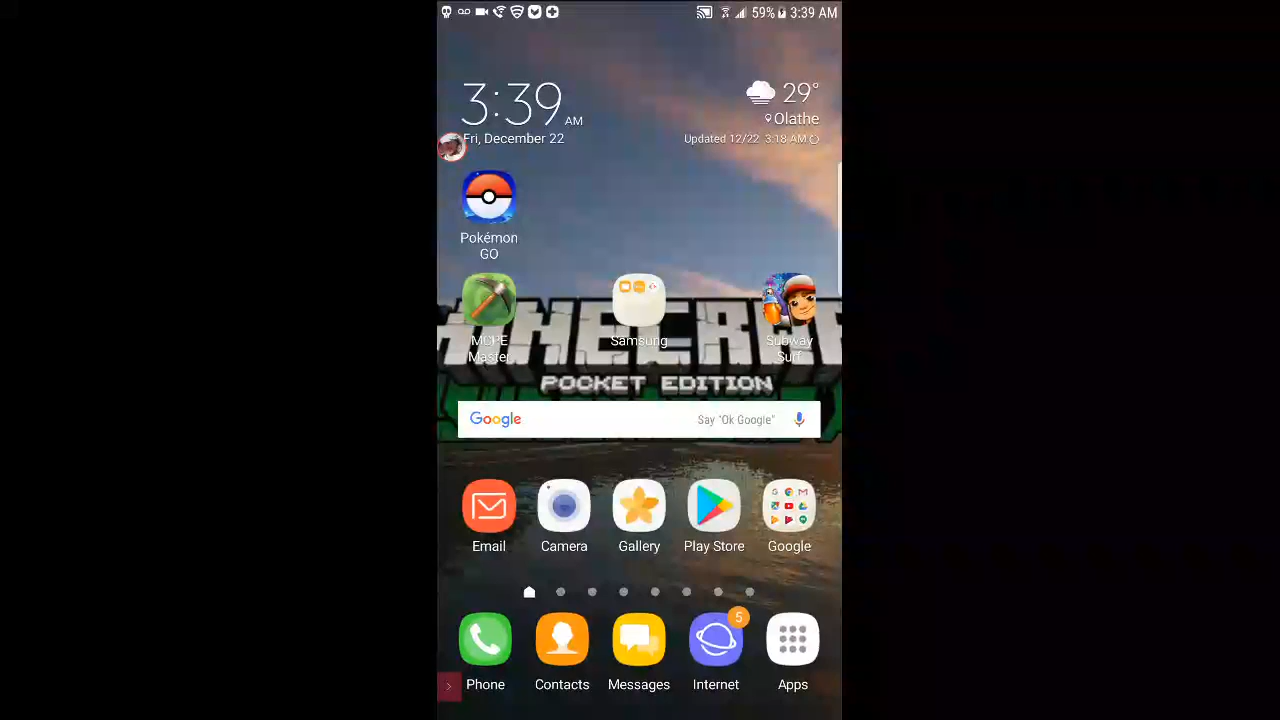 59% 3:39 AM
3:39 AM
Fri, December 22
29°
Olathe
Updated 12/22 3:18 AM
Pokémon
GO
MINECRAF
MCPE
Master
Samsung
Subway
Surf
POCKET EDITION
Google Say "Ok Google"
Email Camera Gallery Play Store Google
5
Phone Contacts Messages Internet Apps